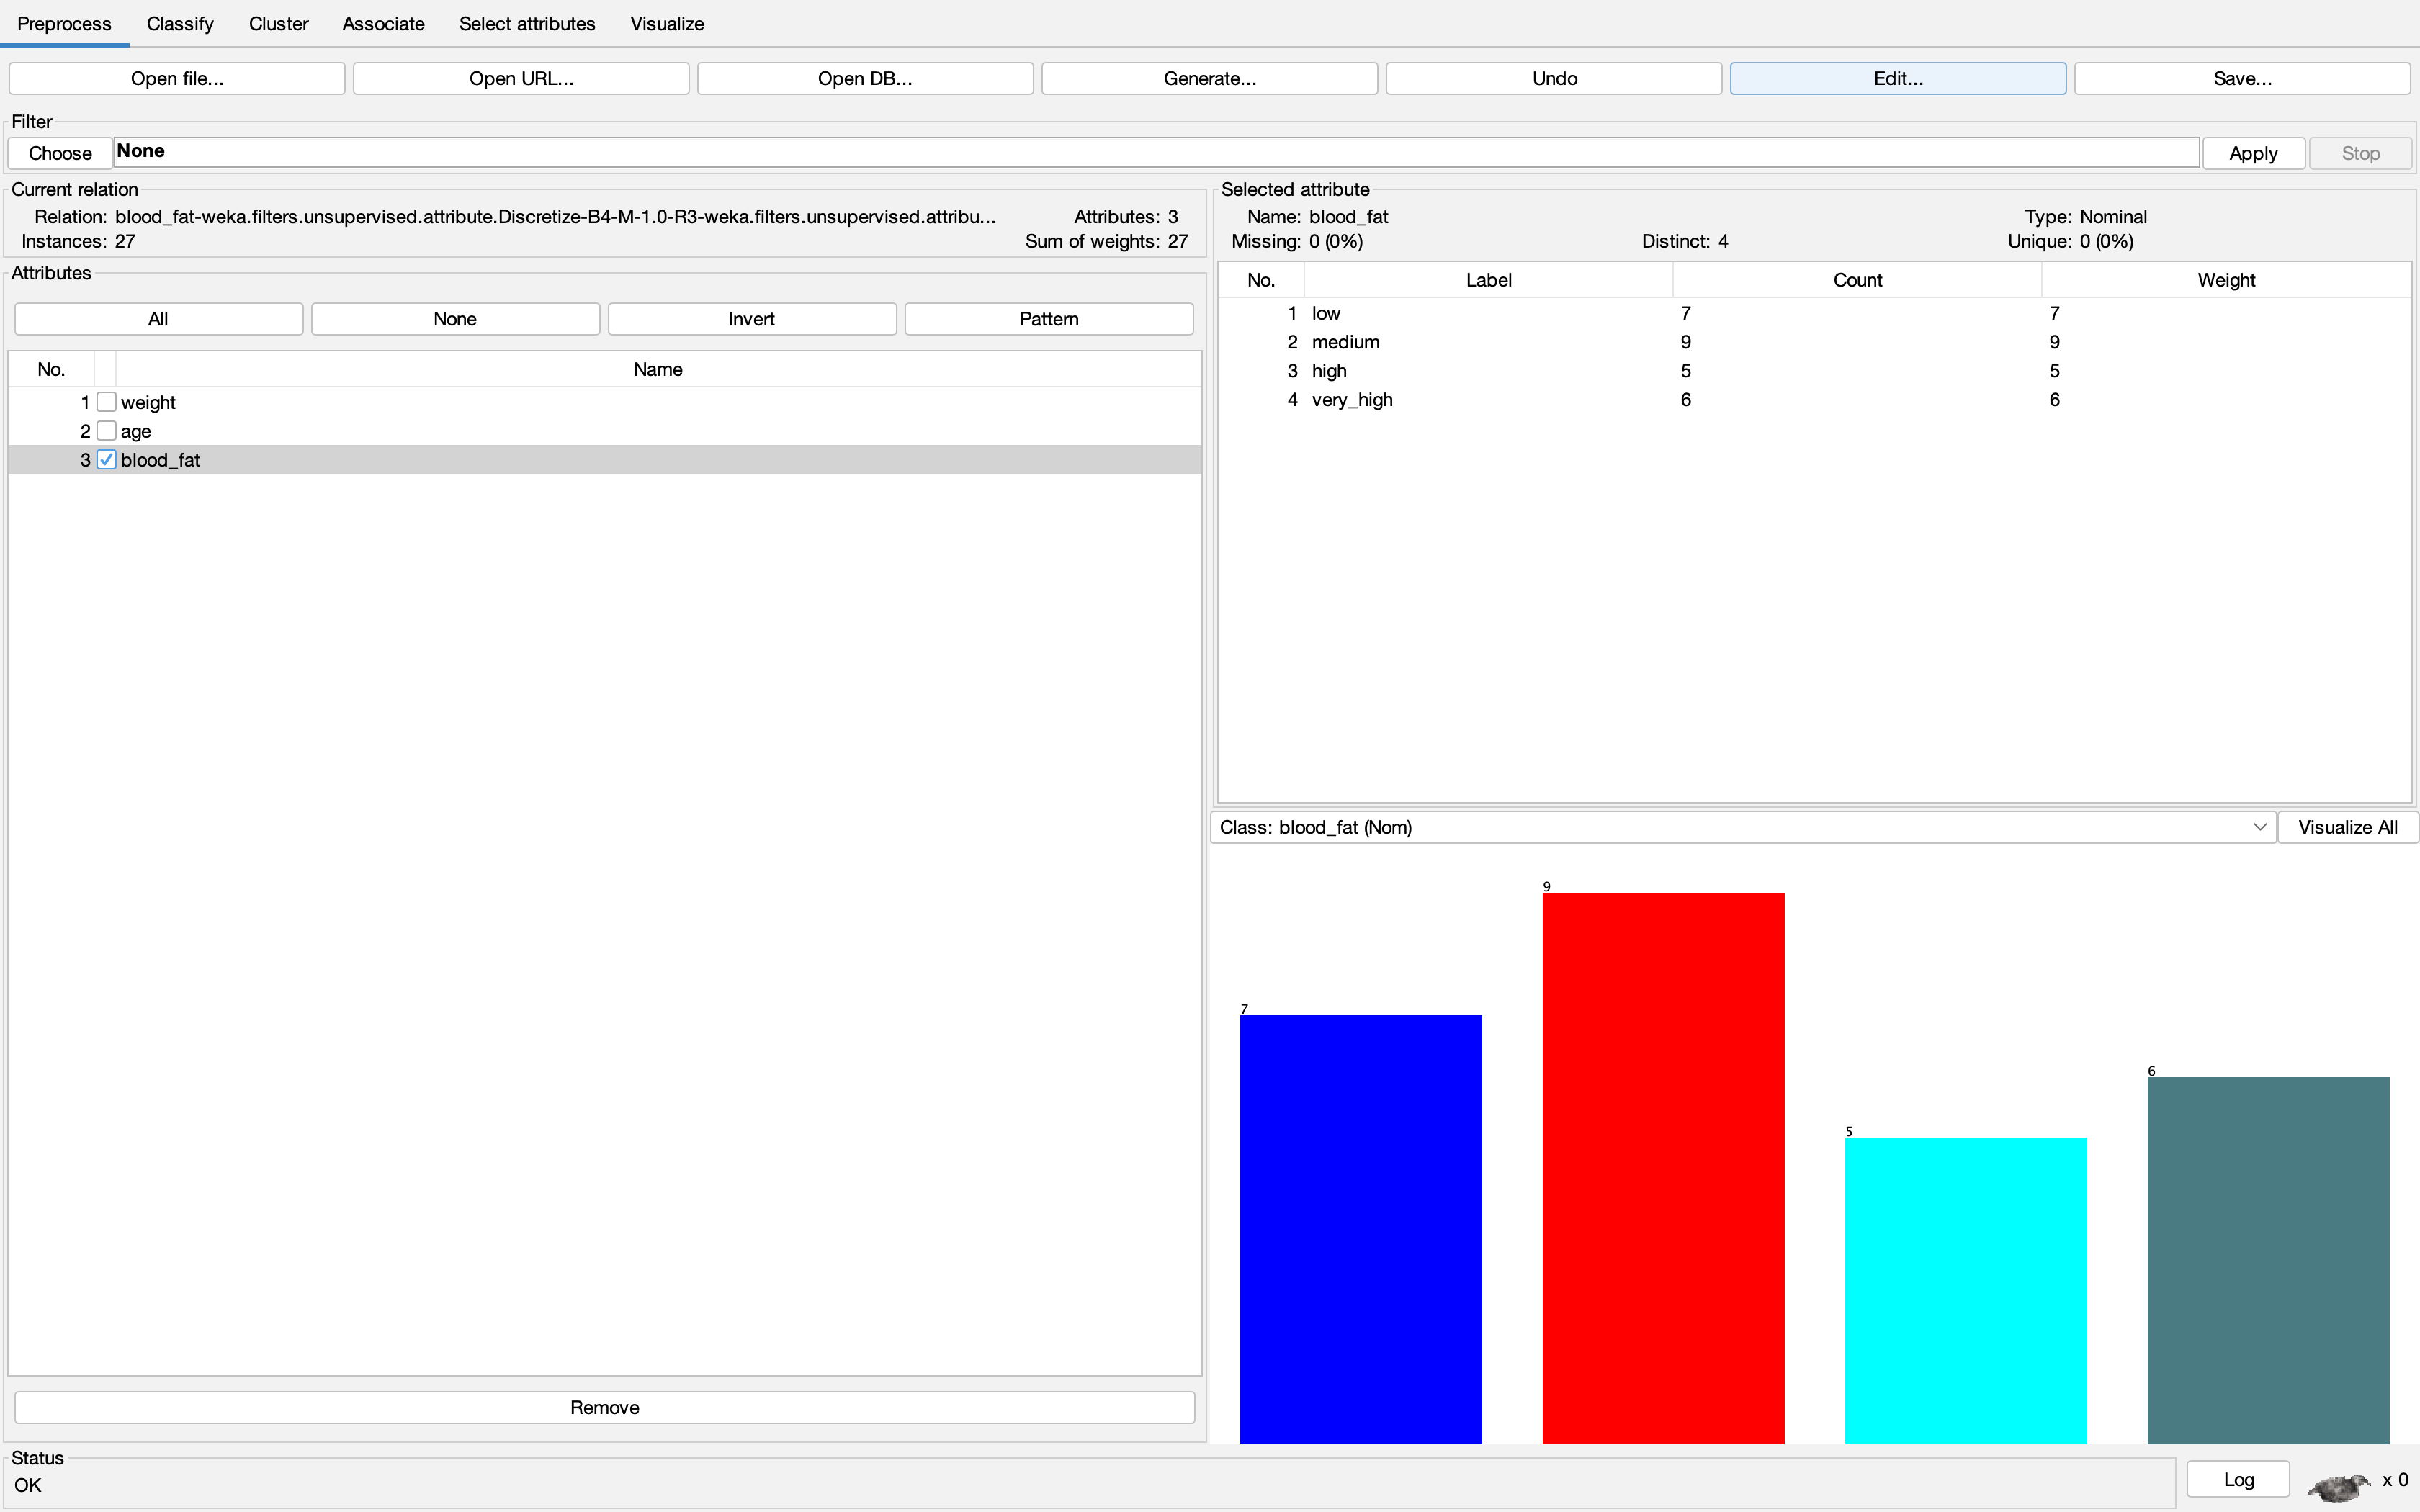 Preprocess Classify Cluster Associate Select attributes Visualize
Open file... Open URL... Open DB... Generate... Undo Edit... Save...
Filter
Choose None Apply Stop
Current relation
Relation: blood_fat-weka.filters.unsupervised.attribute.Discretize-B4-M-1.0-R3-weka.filters.unsupervised.attribu... Attributes: 3
Instances: 27 Sum of weights: 27
Attributes
All None Invert Pattern
No. Name
1 weight
2 age
3 blood_fat
Remove
Selected attribute
Name: blood_fat Type: Nominal
Missing: 0 (0%) Distinct: 4 Unique: 0 (0%)
No. Label Count Weight
1 low 7 7
2 medium 9 9
3 high 5 5
4 very_high 6 6
Class: blood_fat (Nom) Visualize All
7 9 5 6
Status
OK
Log x 0